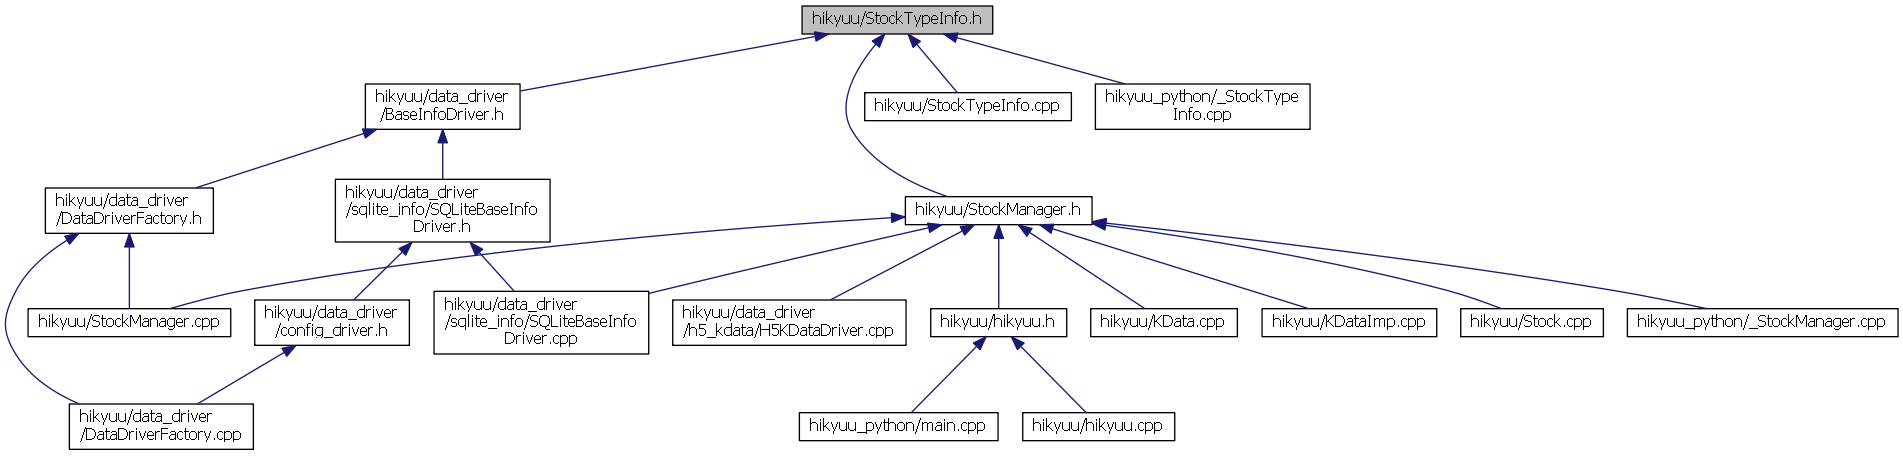 hikyuu/StockTypeInfo.h
hikyuu/data_driver
/BaseInfoDriver.h
hikyuu/StockTypeInfo.cpp
hikyuu_python/_StockType
Info.cpp
hikyuu/data_driver
/DataDriverFactory.h
hikyuu/data_driver
/sqlite_info/SQLiteBaseInfo
Driver.h
hikyuu/StockManager.h
hikyuu/StockManager.cpp
hikyuu/data_driver
/config_driver.h
hikyuu/data_driver
/sqlite_info/SQLiteBaseInfo
Driver.cpp
hikyuu/data_driver
/h5_kdata/H5KDataDriver.cpp
hikyuu/hikyuu.h
hikyuu/KData.cpp
hikyuu/KDataImp.cpp
hikyuu/Stock.cpp
hikyuu_python/_StockManager.cpp
hikyuu/data_driver
/DataDriverFactory.cpp
hikyuu_python/main.cpp
hikyuu/hikyuu.cpp